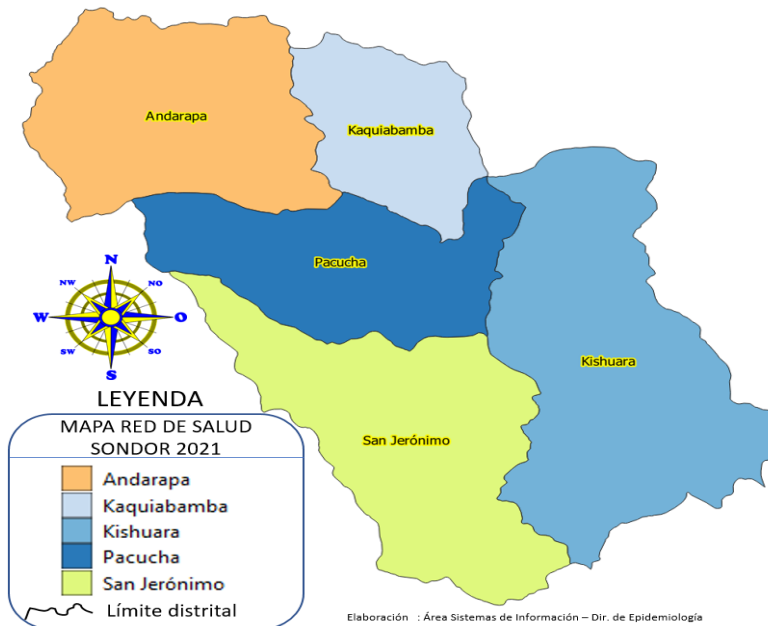 Andarapa
Kaquiabamba
Pacucha
Kishuara
San Jerónimo
N
NW
NO
W
O
SW
SO
S
LEYENDA
MAPA RED DE SALUD
SONDOR 2021
Andarapa
Kaquiabamba
Kishuara
Pacucha
San Jerónimo
Límite distrital
Elaboración : Área Sistemas de Información – Dir. de Epidemiología